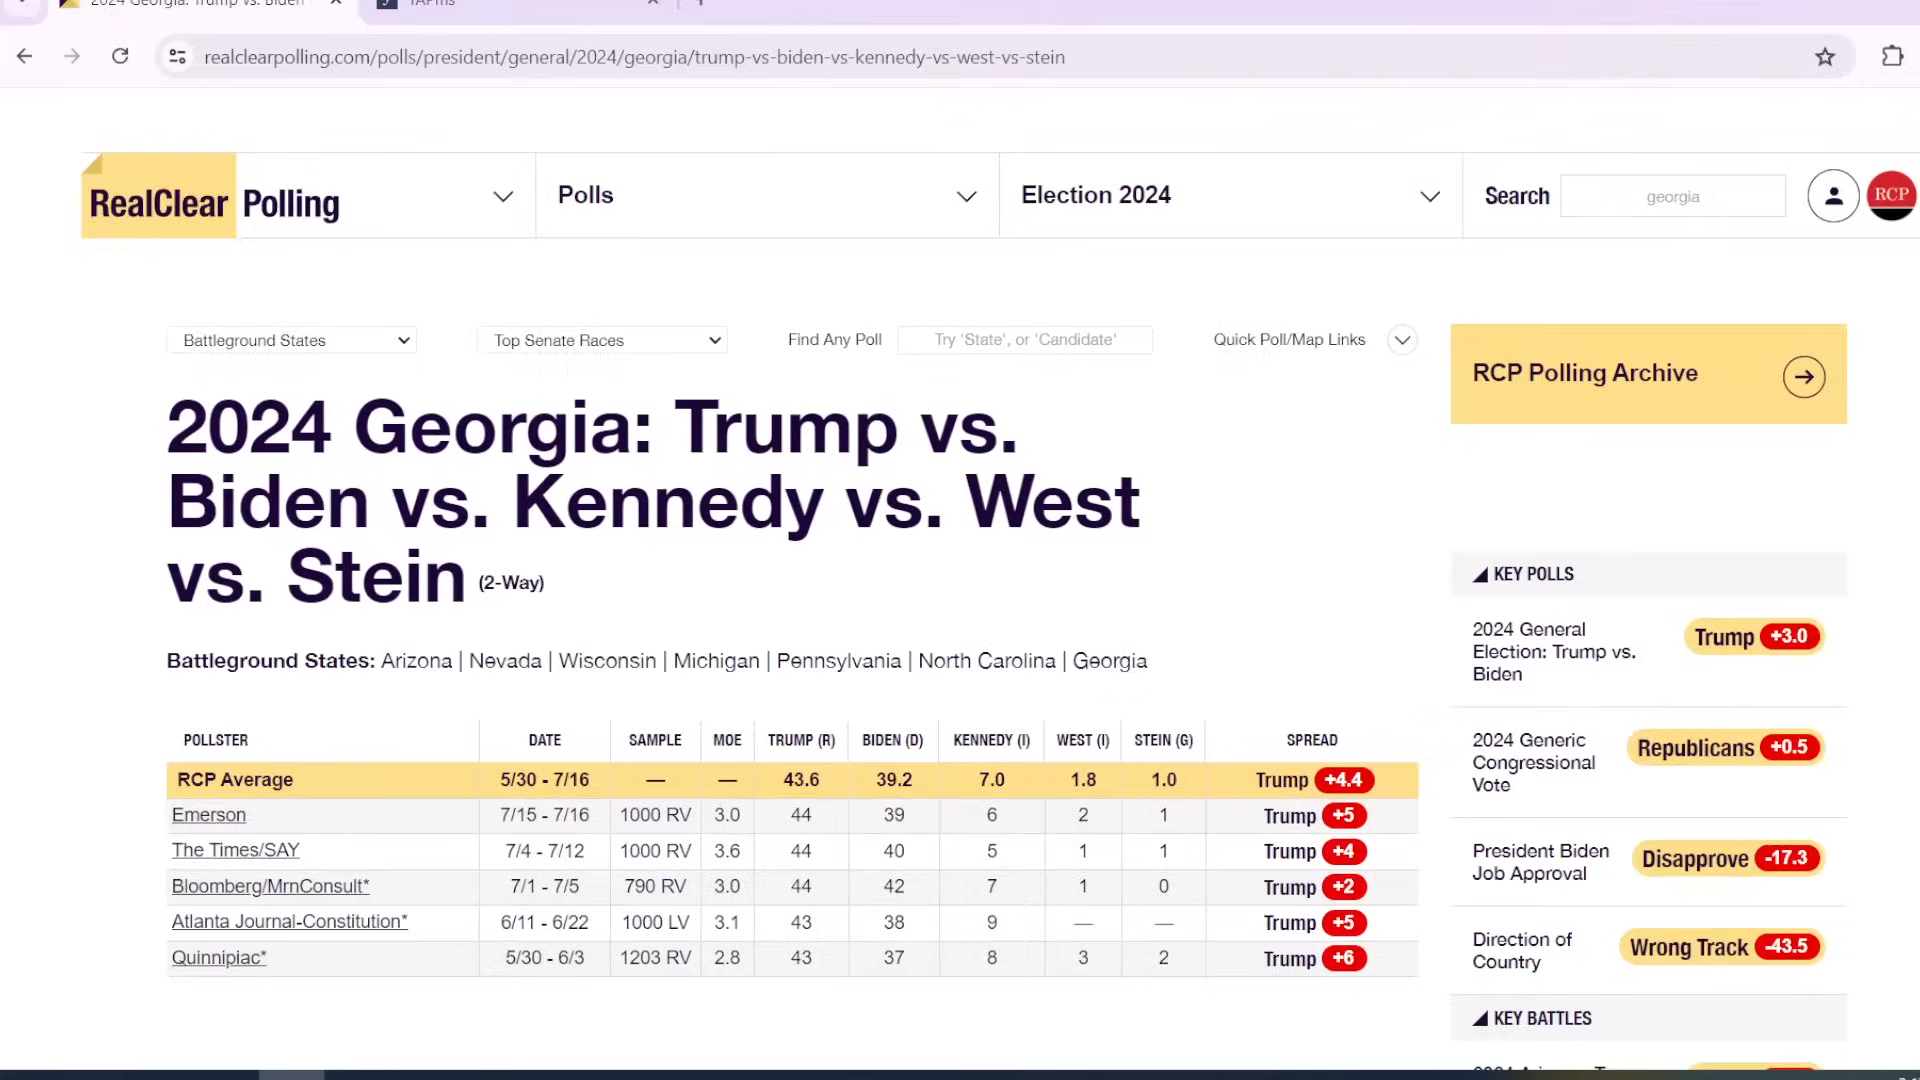 2024 Georgia: Trump vs. Biden
YAPms
realclearpolling.com/polls/president/general/2024/georgia/trump-vs-biden-vs-kennedy-vs-west-vs-stein
RealClear Polling
Polls
Election 2024
Search
georgia
RCP
Battleground States
Top Senate Races
Find Any Poll
Try 'State', or 'Candidate'
Quick Poll/Map Links
2024 Georgia: Trump vs.
Biden vs. Kennedy vs. West
vs. Stein (2-Way)
Battleground States: Arizona | Nevada | Wisconsin | Michigan | Pennsylvania | North Carolina | Georgia
POLLSTER DATE SAMPLE MOE TRUMP (R) BIDEN (D) KENNEDY (I) WEST (I) STEIN (G) SPREAD
RCP Average 5/30 - 7/16 — — 43.6 39.2 7.0 1.8 1.0 Trump +4.4
Emerson 7/15 - 7/16 1000 RV 3.0 44 39 6 2 1 Trump +5
The Times/SAY 7/4 - 7/12 1000 RV 3.6 44 40 5 1 1 Trump +4
Bloomberg/MrnConsult* 7/1 - 7/5 790 RV 3.0 44 42 7 1 0 Trump +2
Atlanta Journal-Constitution* 6/11 - 6/22 1000 LV 3.1 43 38 9 — — Trump +5
Quinnipiac* 5/30 - 6/3 1203 RV 2.8 43 37 8 3 2 Trump +6
RCP Polling Archive
KEY POLLS
2024 General
Election: Trump vs.
Biden
Trump +3.0
2024 Generic
Congressional
Vote
Republicans +0.5
President Biden
Job Approval
Disapprove -17.3
Direction of
Country
Wrong Track -43.5
KEY BATTLES